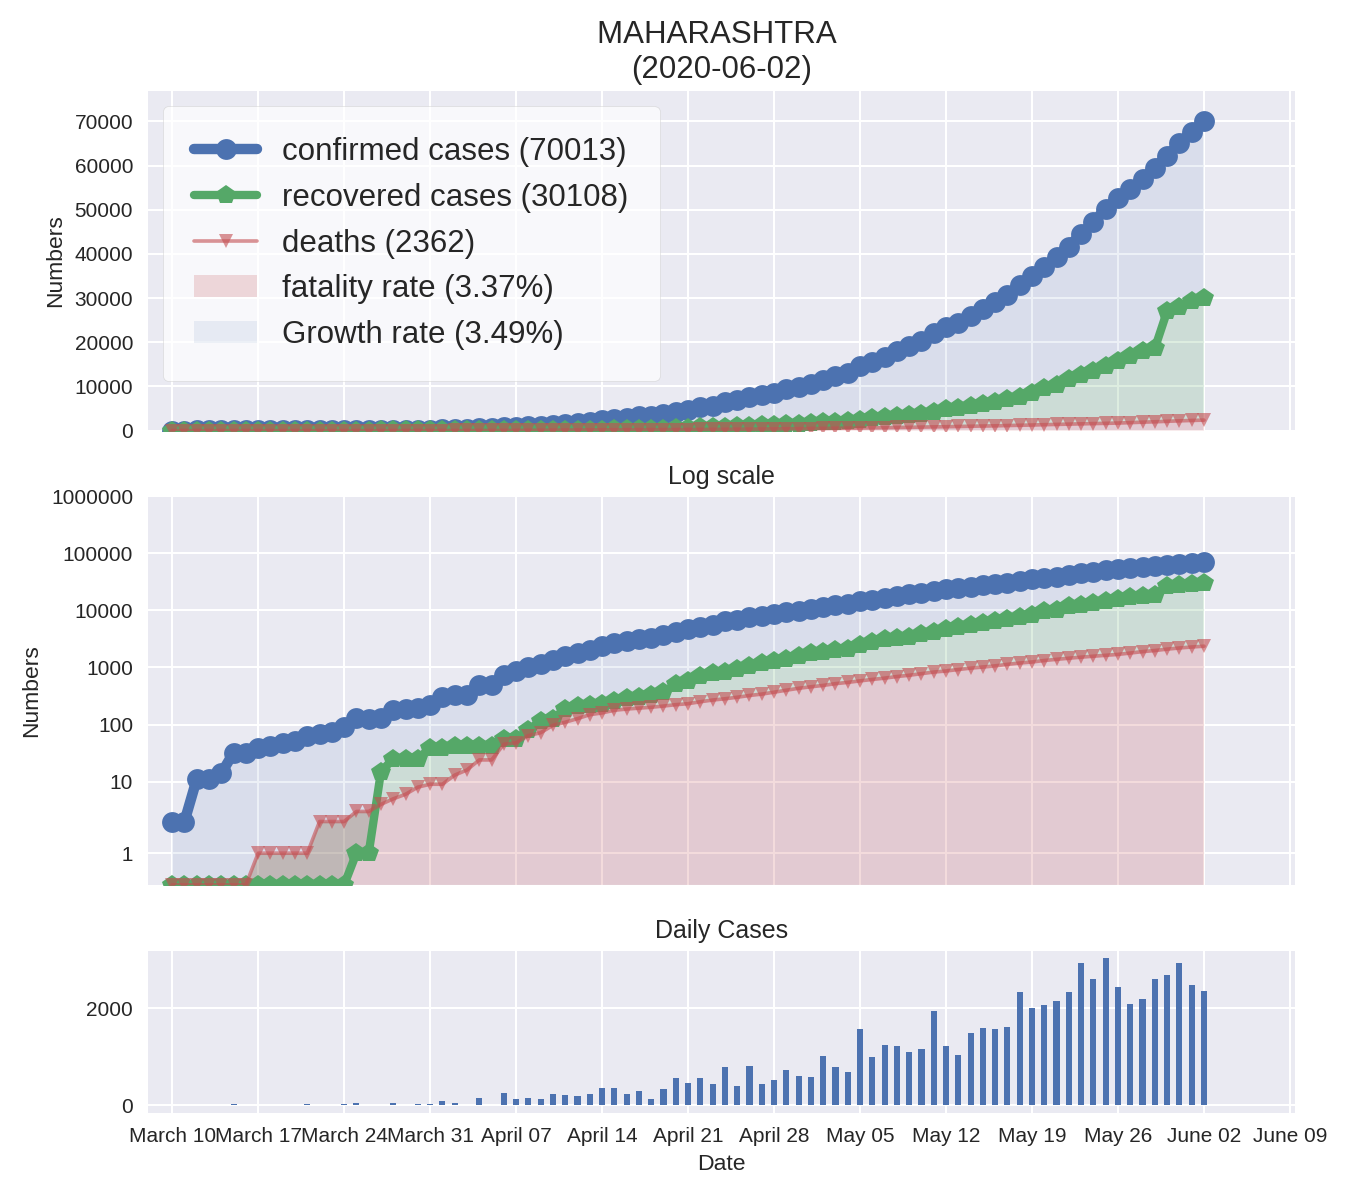 MAHARASHTRA
(2020-06-02)
Numbers
70000
60000
50000
40000
30000
20000
10000
0
confirmed cases (70013)
recovered cases (30108)
deaths (2362)
fatality rate (3.37%)
Growth rate (3.49%)
Log scale
Numbers
1000000
100000
10000
1000
100
10
1
Daily Cases
2000
0
March 10 March 17 March 24 March 31 April 07 April 14 April 21 April 28 May 05 May 12 May 19 May 26 June 02 June 09
Date